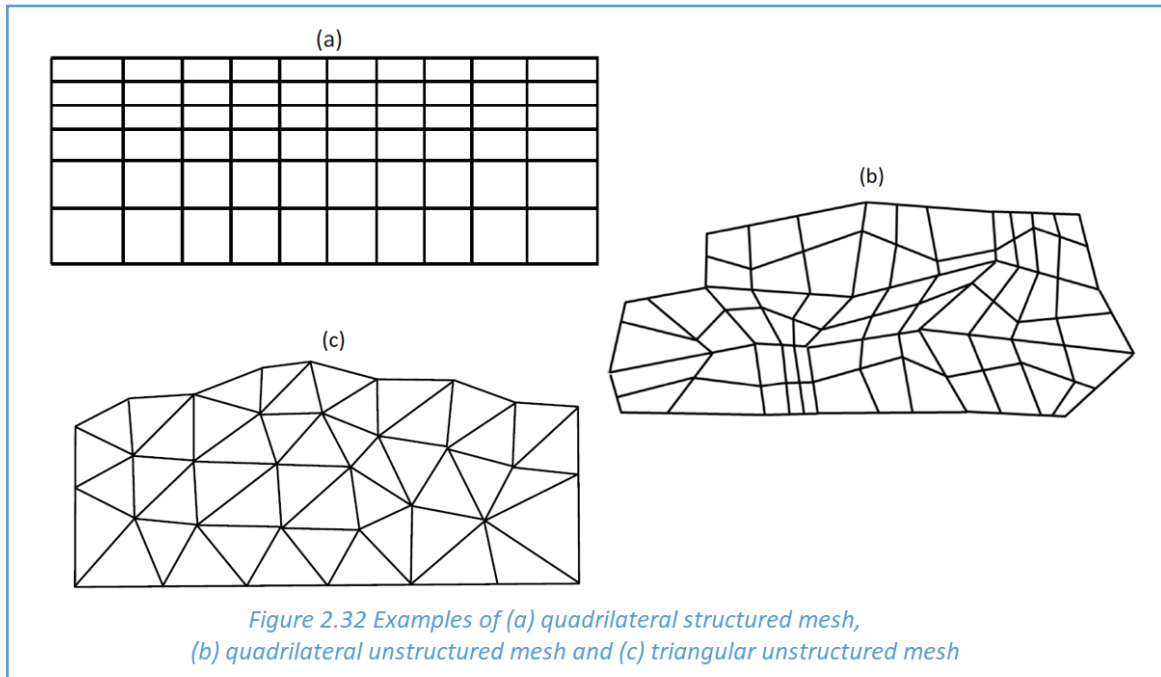 (a)
(b)
(c)
Figure 2.32 Examples of (a) quadrilateral structured mesh,
(b) quadrilateral unstructured mesh and (c) triangular unstructured mesh